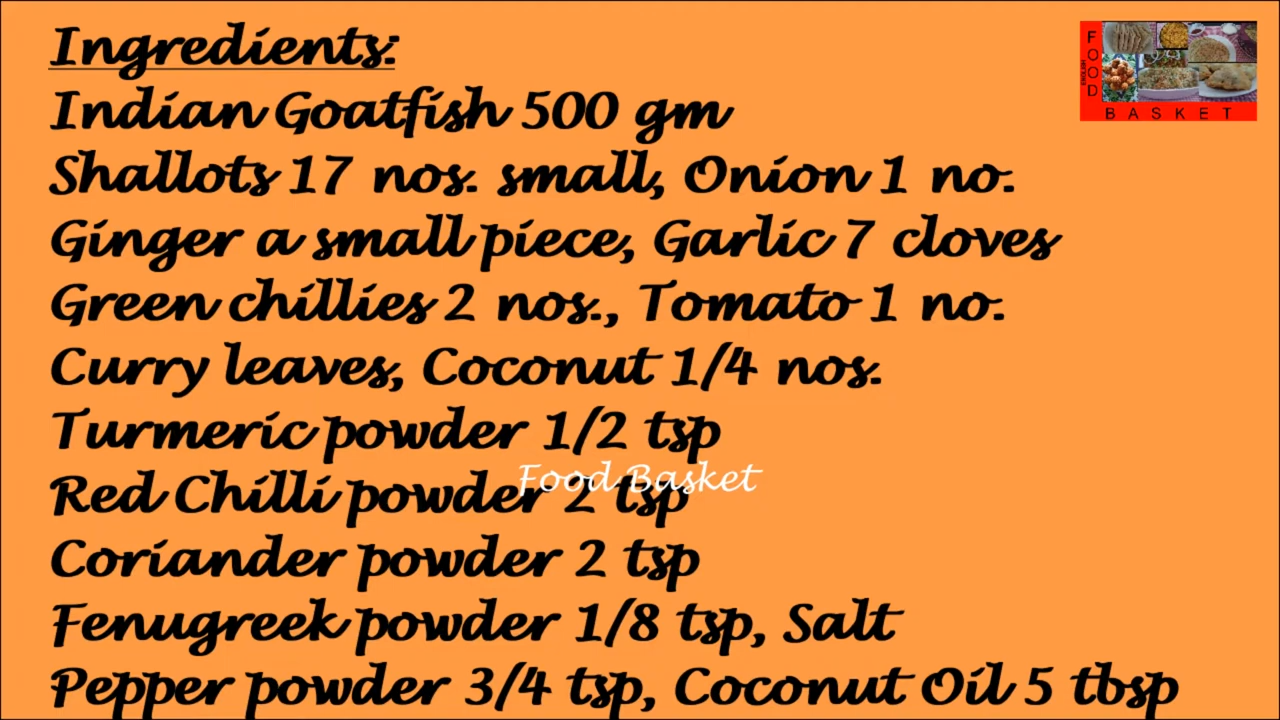 Ingredients:
Indian Goatfish 500 gm
Shallots 17 nos. small, Onion 1 no.
Ginger a small piece, Garlic 7 cloves
Green chillies 2 nos., Tomato 1 no.
Curry leaves, Coconut 1/4 nos.
Turmeric powder 1/2 tsp
Red Chilli powder 2 tsp
Food Basket
Coriander powder 2 tsp
Fenugreek powder 1/8 tsp, Salt
Pepper powder 3/4 tsp, Coconut Oil 5 tbsp
FOOD
BASKET